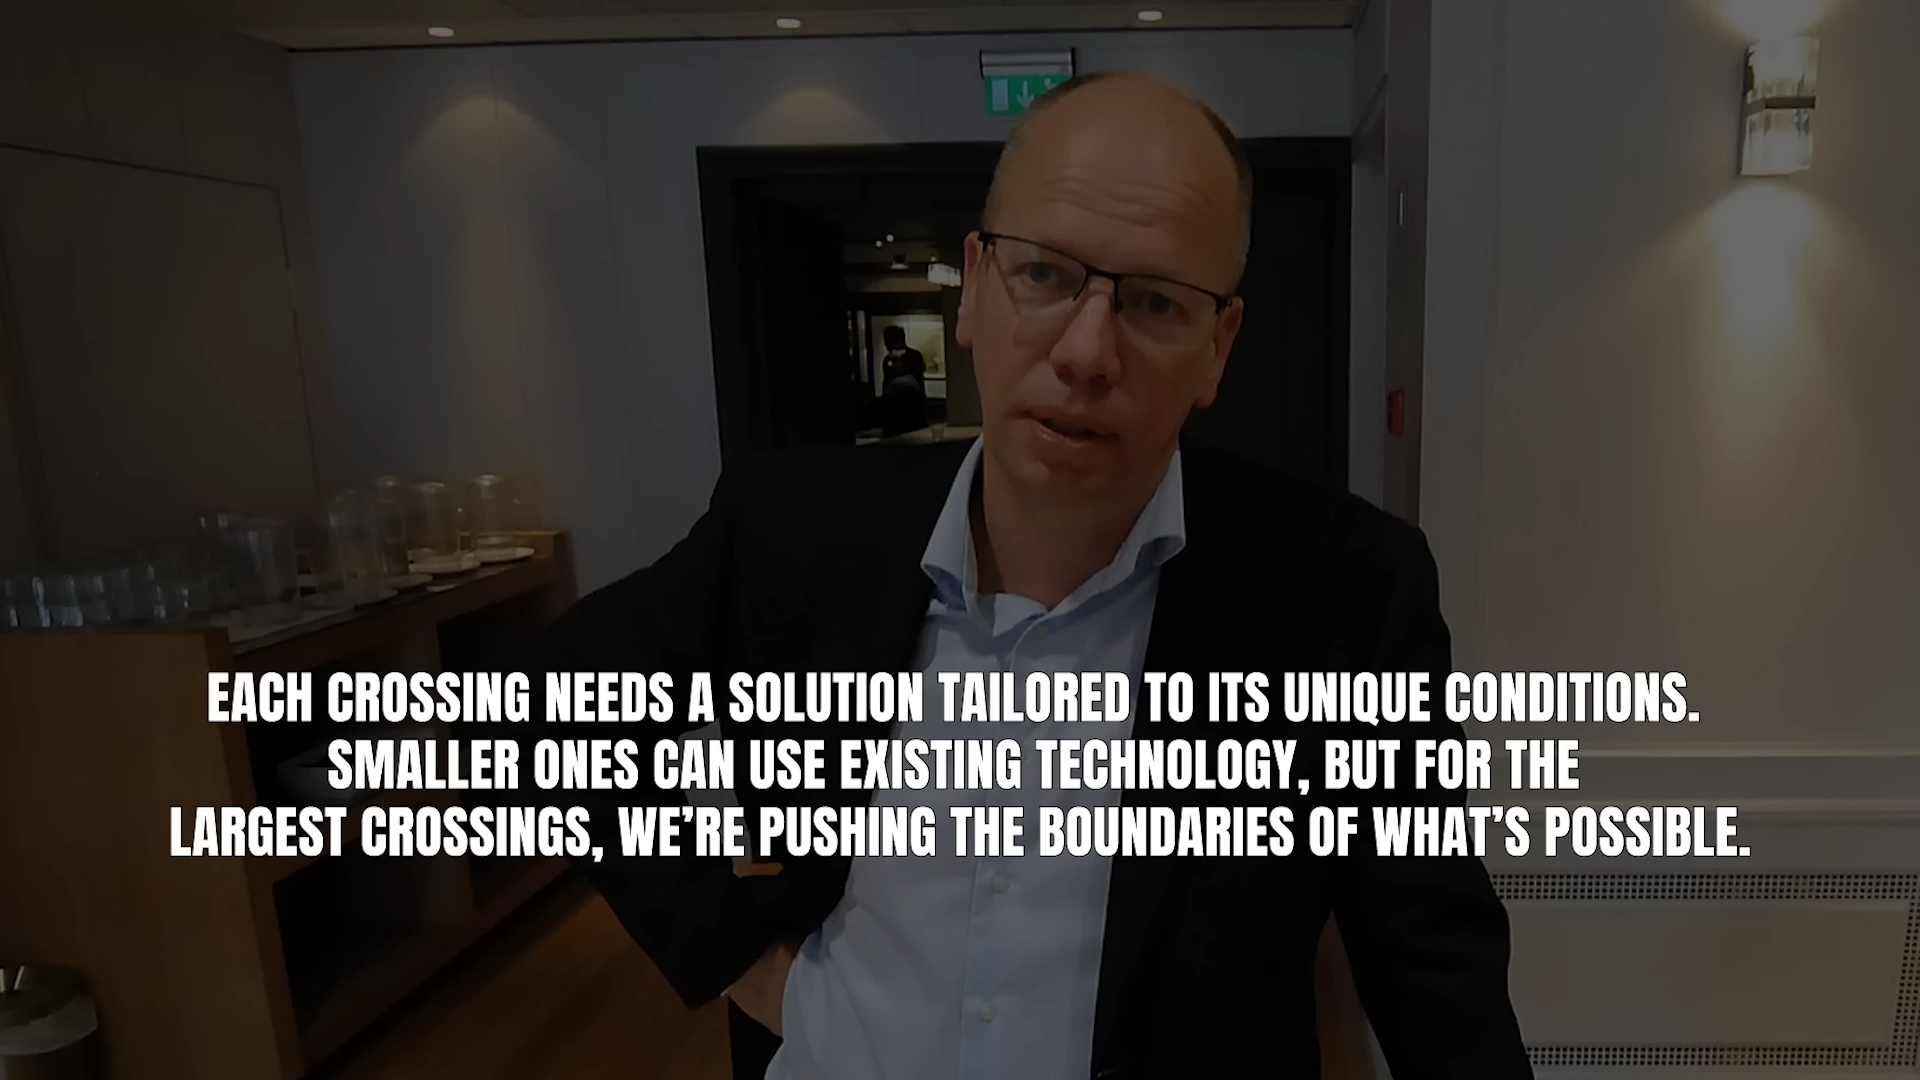 EACH CROSSING NEEDS A SOLUTION TAILORED TO ITS UNIQUE CONDITIONS.
SMALLER ONES CAN USE EXISTING TECHNOLOGY, BUT FOR THE
LARGEST CROSSINGS, WE’RE PUSHING THE BOUNDARIES OF WHAT’S POSSIBLE.